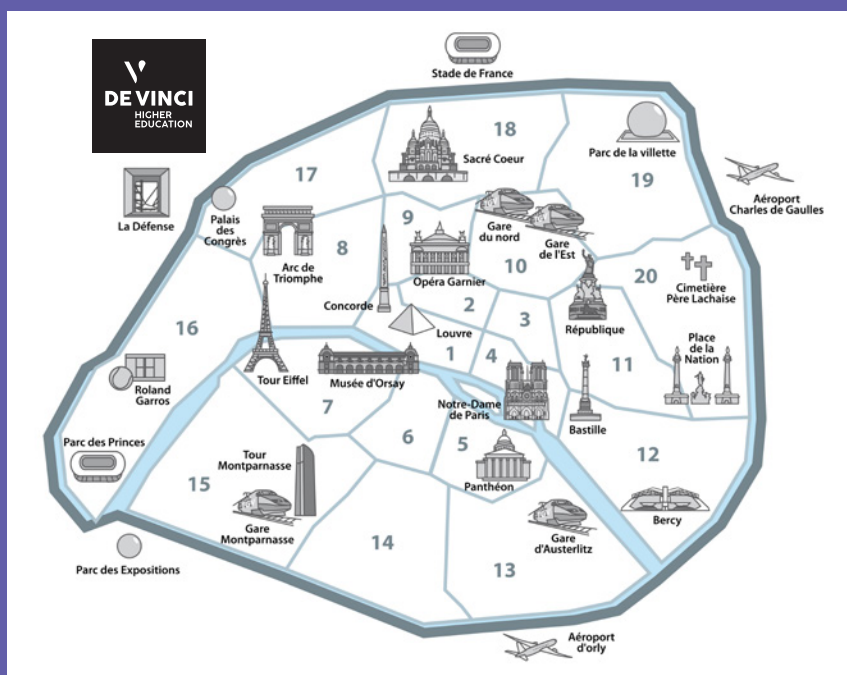 DE VINCI
HIGHER
EDUCATION
Stade de France
18
Sacré Coeur
Parc de la villette
19
Aéroport
Charles de Gaulles
17
La Défense
Palais
des
Congrès
Arc de
Triomphe
8
9
Opéra Garnier
Gare
du nord
Gare
de l'Est
10
20
Cimetière
Père Lachaise
Concorde
2
3
République
Louvre
16
1
4
11
Place
de la
Nation
Tour Eiffel
Musée d'Orsay
Roland
Garros
7
Notre-Dame
de Paris
Bastille
6
5
12
Parc des Princes
Tour
Montparnasse
15
Panthéon
Gare
Montparnasse
Bercy
14
Gare
d'Austerlitz
13
Parc des Expositions
Aéroport
d'orly